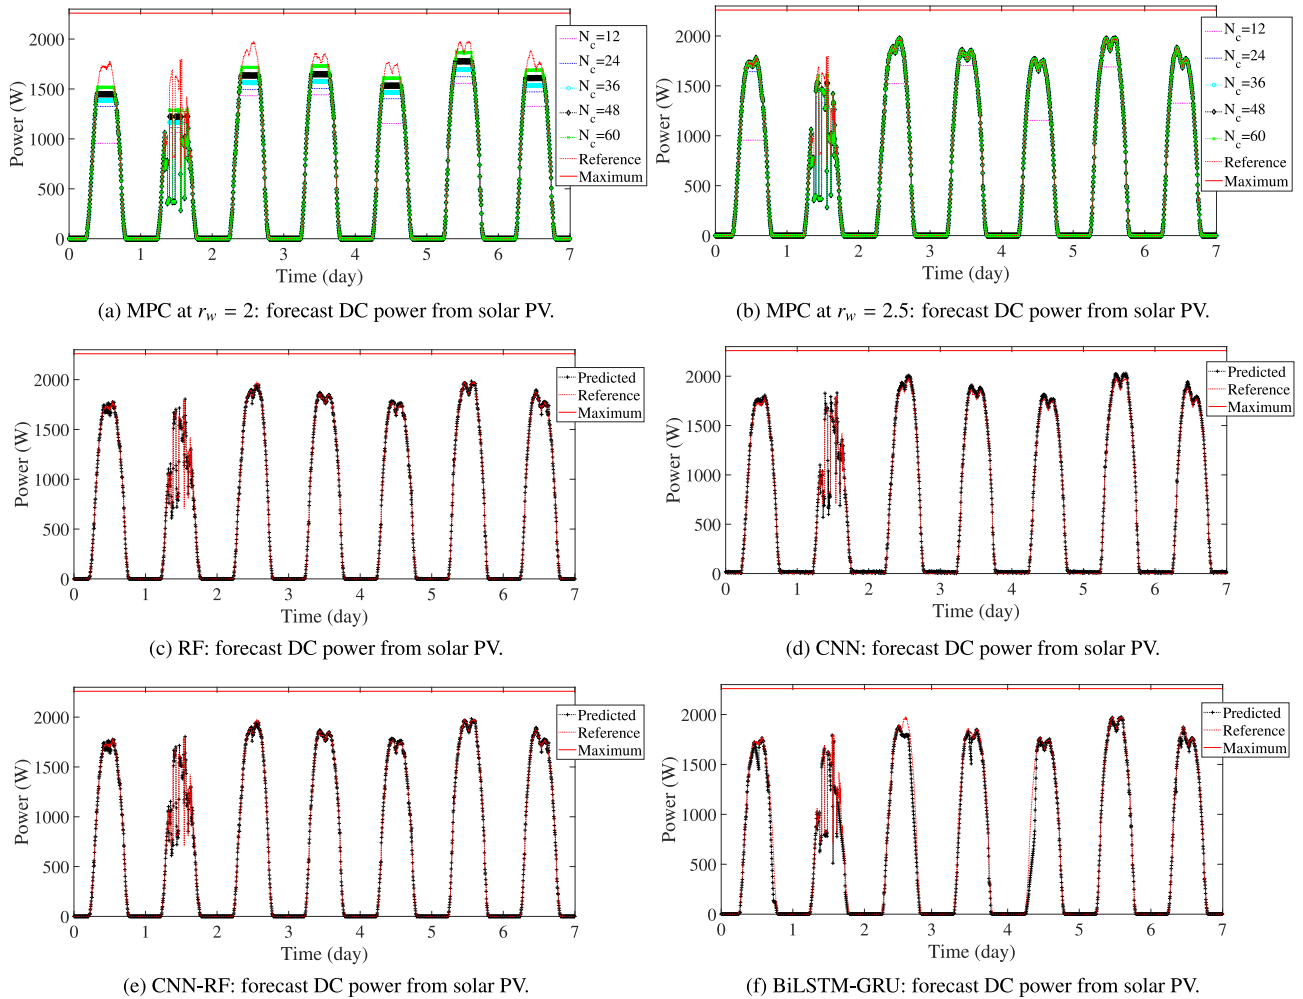 2000
1500
1000
500
0
Power (W)
0 1 2 3 4 5 6 7
Time (day)
N_c=12
N_c=24
N_c=36
N_c=48
N_c=60
Reference
Maximum
(a) MPC at r_w = 2: forecast DC power from solar PV.
2000
1500
1000
500
0
Power (W)
0 1 2 3 4 5 6 7
Time (day)
N_c=12
N_c=24
N_c=36
N_c=48
N_c=60
Reference
Maximum
(b) MPC at r_w = 2.5: forecast DC power from solar PV.
2000
1500
1000
500
0
Power (W)
0 1 2 3 4 5 6 7
Time (day)
Predicted
Reference
Maximum
(c) RF: forecast DC power from solar PV.
2000
1500
1000
500
0
Power (W)
0 1 2 3 4 5 6 7
Time (day)
Predicted
Reference
Maximum
(d) CNN: forecast DC power from solar PV.
2000
1500
1000
500
0
Power (W)
0 1 2 3 4 5 6 7
Time (day)
Predicted
Reference
Maximum
(e) CNN-RF: forecast DC power from solar PV.
2000
1500
1000
500
0
Power (W)
0 1 2 3 4 5 6 7
Time (day)
Predicted
Reference
Maximum
(f) BiLSTM-GRU: forecast DC power from solar PV.